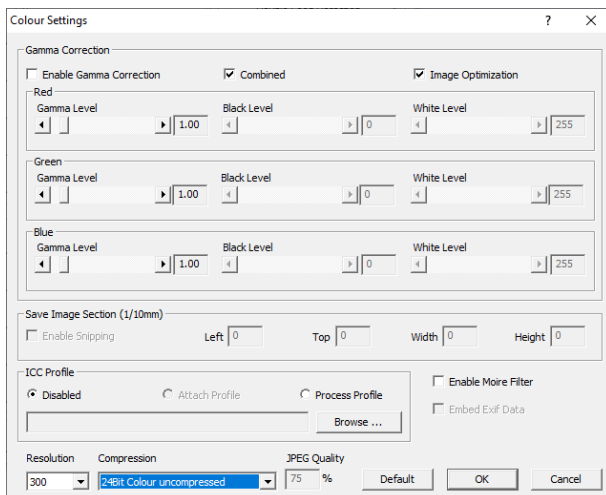 Colour Settings ? ×
Gamma Correction
Enable Gamma Correction Combined Image Optimization
Red
Gamma Level Black Level White Level
1.00 0 255
Green
Gamma Level Black Level White Level
1.00 0 255
Blue
Gamma Level Black Level White Level
1.00 0 255
Save Image Section (1/10mm)
Enable Snipping Left 0 Top 0 Width 0 Height 0
ICC Profile
Disabled Attach Profile Process Profile
Enable Moire Filter
Browse ...
Embed Exif Data
Resolution Compression JPEG Quality
300 24Bit Colour uncompressed 75 % Default OK Cancel